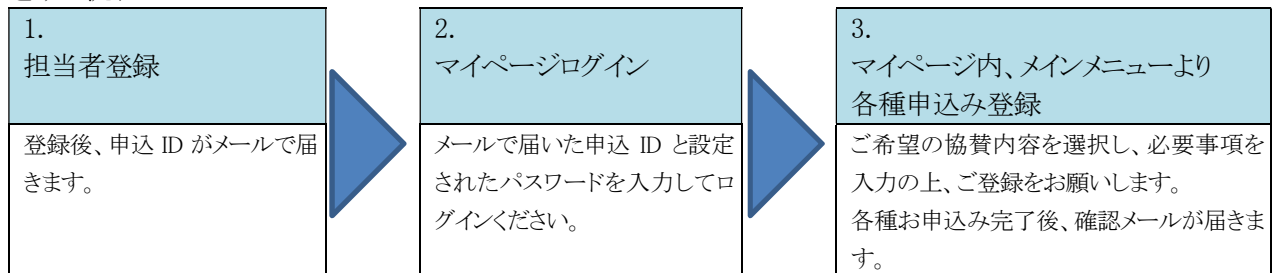 1.
担当者登録
登録後、申込 ID がメールで届
きます。
2.
マイページログイン
メールで届いた申込 ID と設定
されたパスワードを入力してロ
グインください。
3.
マイページ内、メインメニューより
各種申込み登録
ご希望の協賛内容を選択し、必要事項を
入力の上、ご登録をお願いします。
各種お申込み完了後、確認メールが届きま
す。